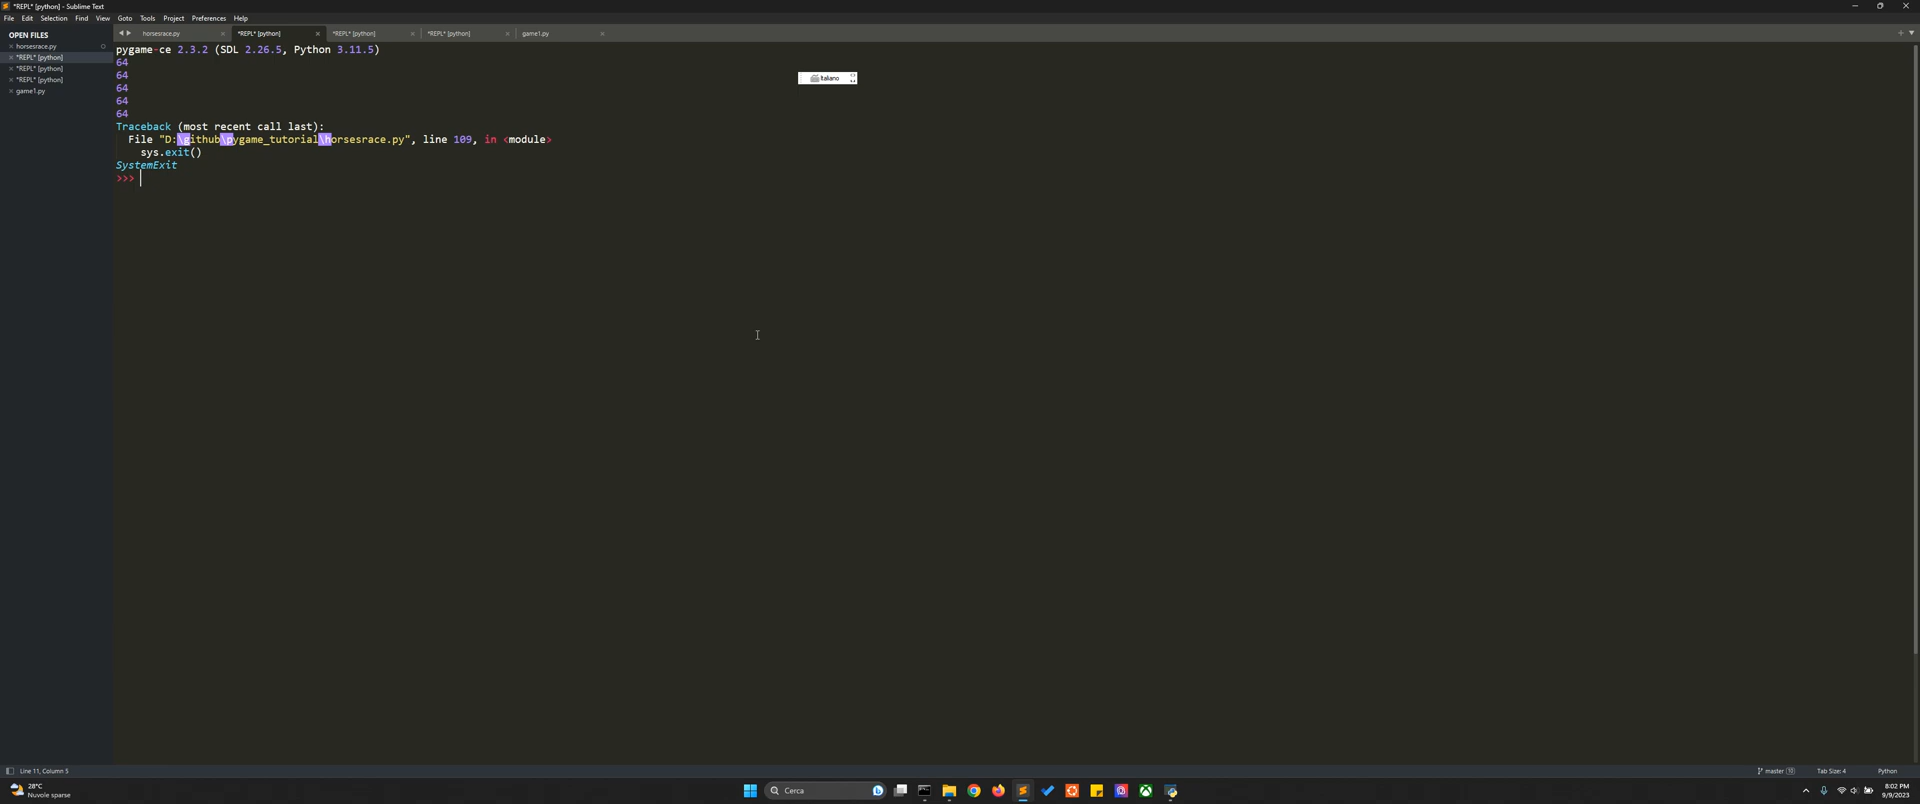 *REPL* [python] - Sublime Text
File Edit Selection Find View Goto Tools Project Preferences Help
OPEN FILES
horsesrace.py
*REPL* [python]
*REPL* [python]
*REPL* [python]
game1.py
horsesrace.py *REPL* [python] *REPL* [python] *REPL* [python] game1.py
pygame-ce 2.3.2 (SDL 2.26.5, Python 3.11.5)
64
64
64
64
64
Traceback (most recent call last):
File "D:\github\pygame_tutorial\horsesrace.py", line 109, in <module>
sys.exit()
SystemExit
>>>
Italiano
Line 11, Column 5
master 10
Tab Size: 4
Python
28°C
Nuvole sparse
Cerca
8:02 PM
9/9/2023